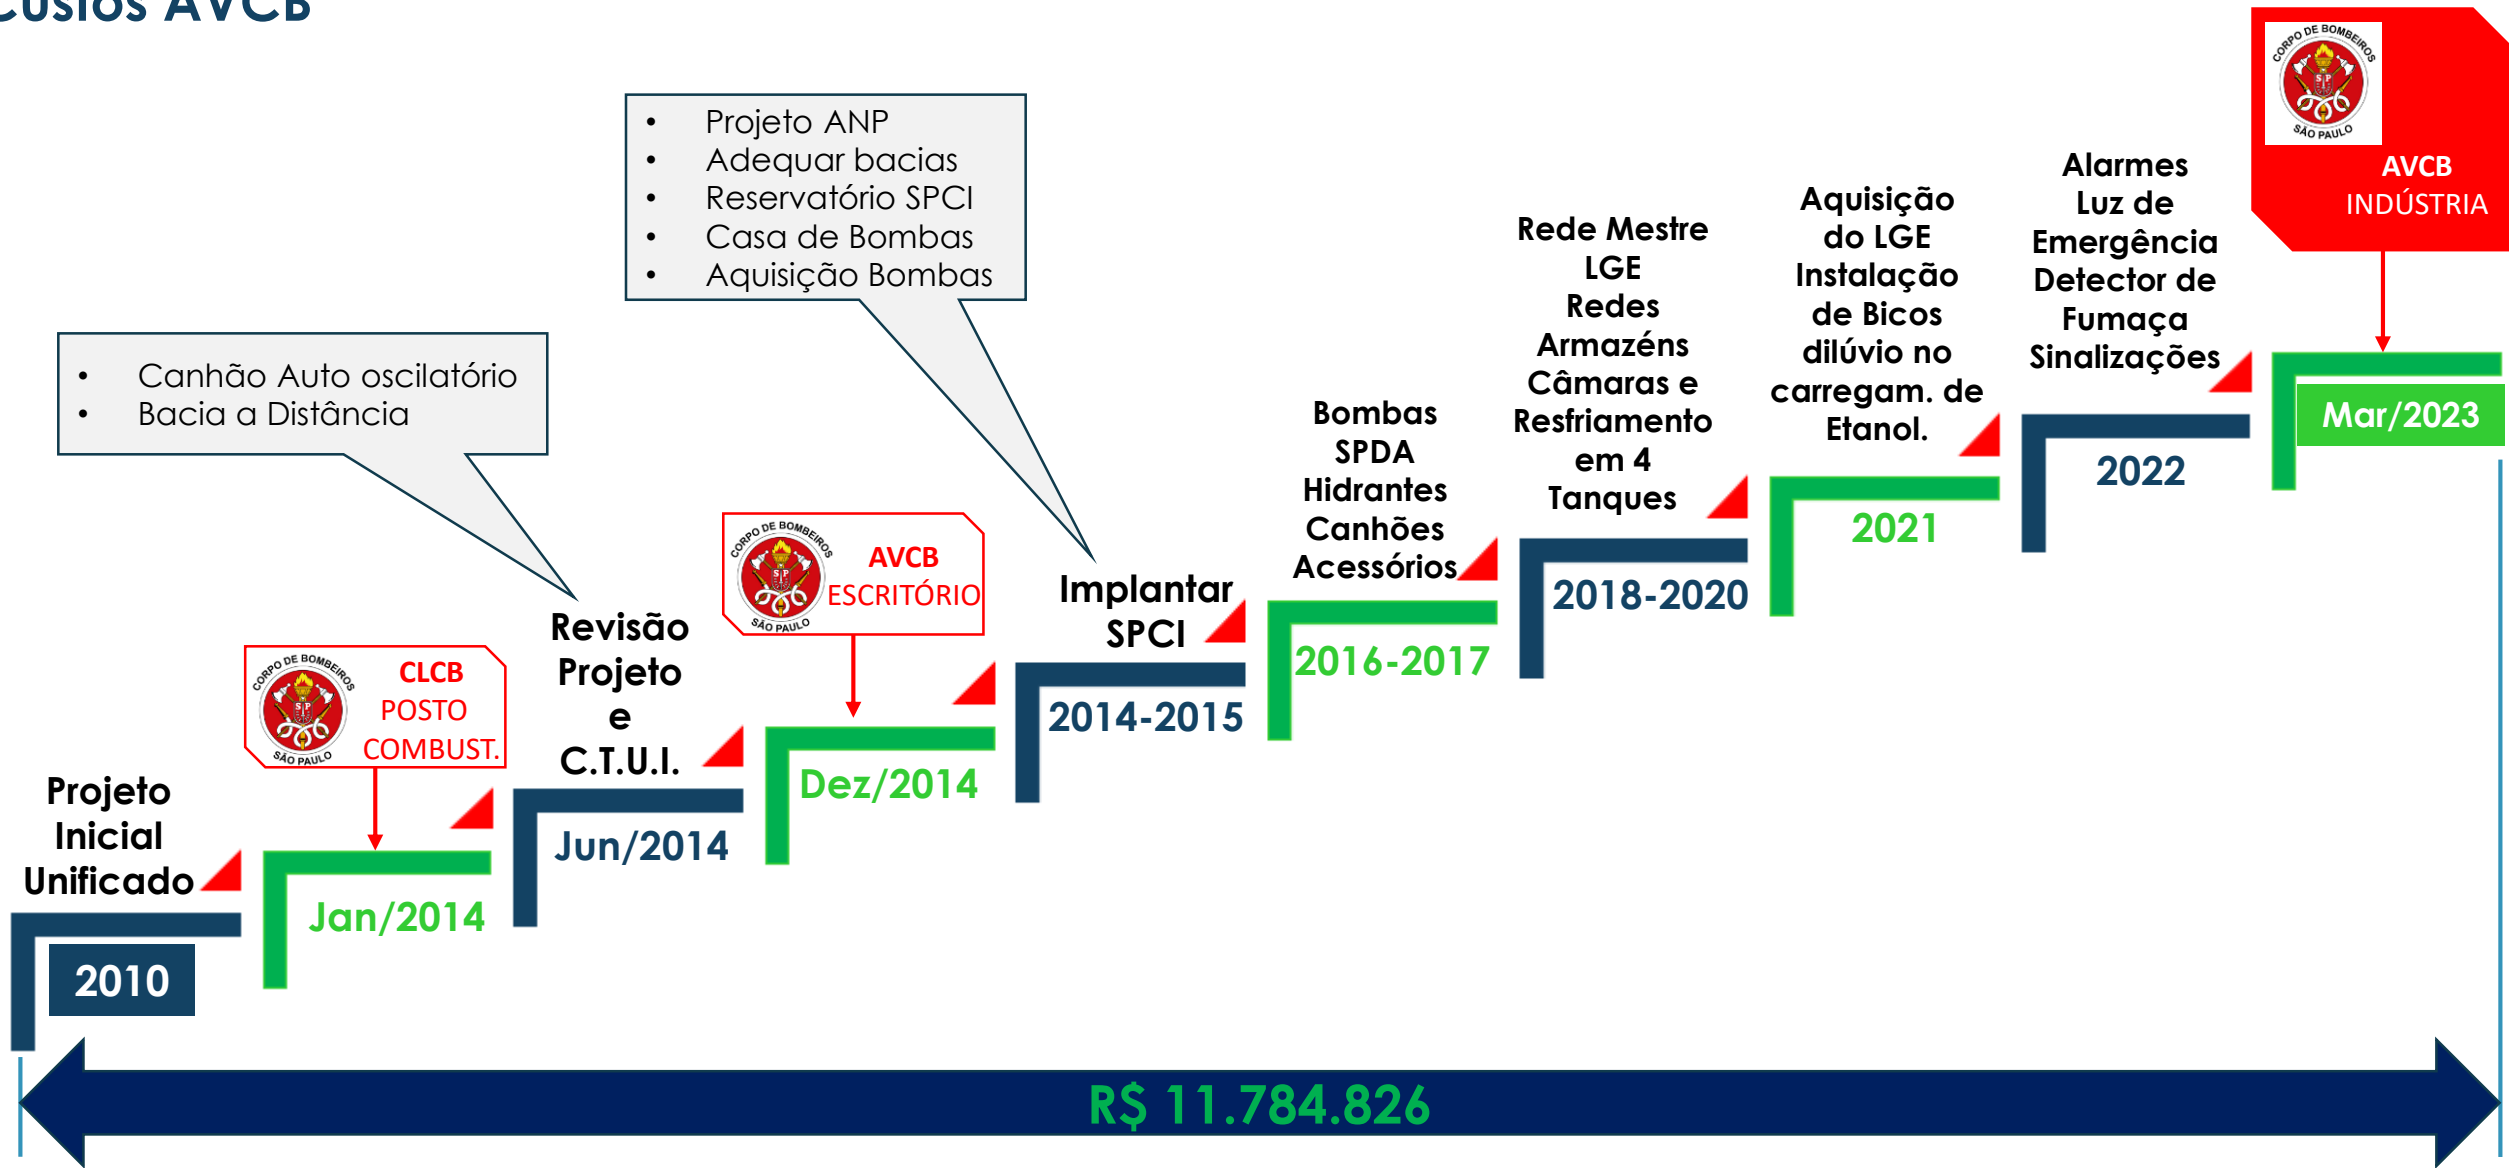 Custos AVCB
CORPO DE BOMBEIROS
SP
SÃO PAULO
AVCB
INDÚSTRIA
• Projeto ANP
• Adequar bacias
• Reservatório SPCI
• Casa de Bombas
• Aquisição Bombas
• Canhão Auto oscilatório
• Bacia a Distância
Projeto
Inicial
Unificado
2010
CORPO DE BOMBEIROS
SP
SÃO PAULO
CLCB
POSTO
COMBUST.
Jan/2014
Revisão
Projeto
e
C.T.U.I.
Jun/2014
CORPO DE BOMBEIROS
SP
SÃO PAULO
AVCB
ESCRITÓRIO
Dez/2014
Implantar
SPCI
2014-2015
Bombas
SPDA
Hidrantes
Canhões
Acessórios
2016-2017
Rede Mestre
LGE
Redes
Armazéns
Câmaras e
Resfriamento
em 4
Tanques
2018-2020
Aquisição
do LGE
Instalação
de Bicos
dilúvio no
carregam. de
Etanol.
2021
Alarmes
Luz de
Emergência
Detector de
Fumaça
Sinalizações
2022
Mar/2023
R$ 11.784.826